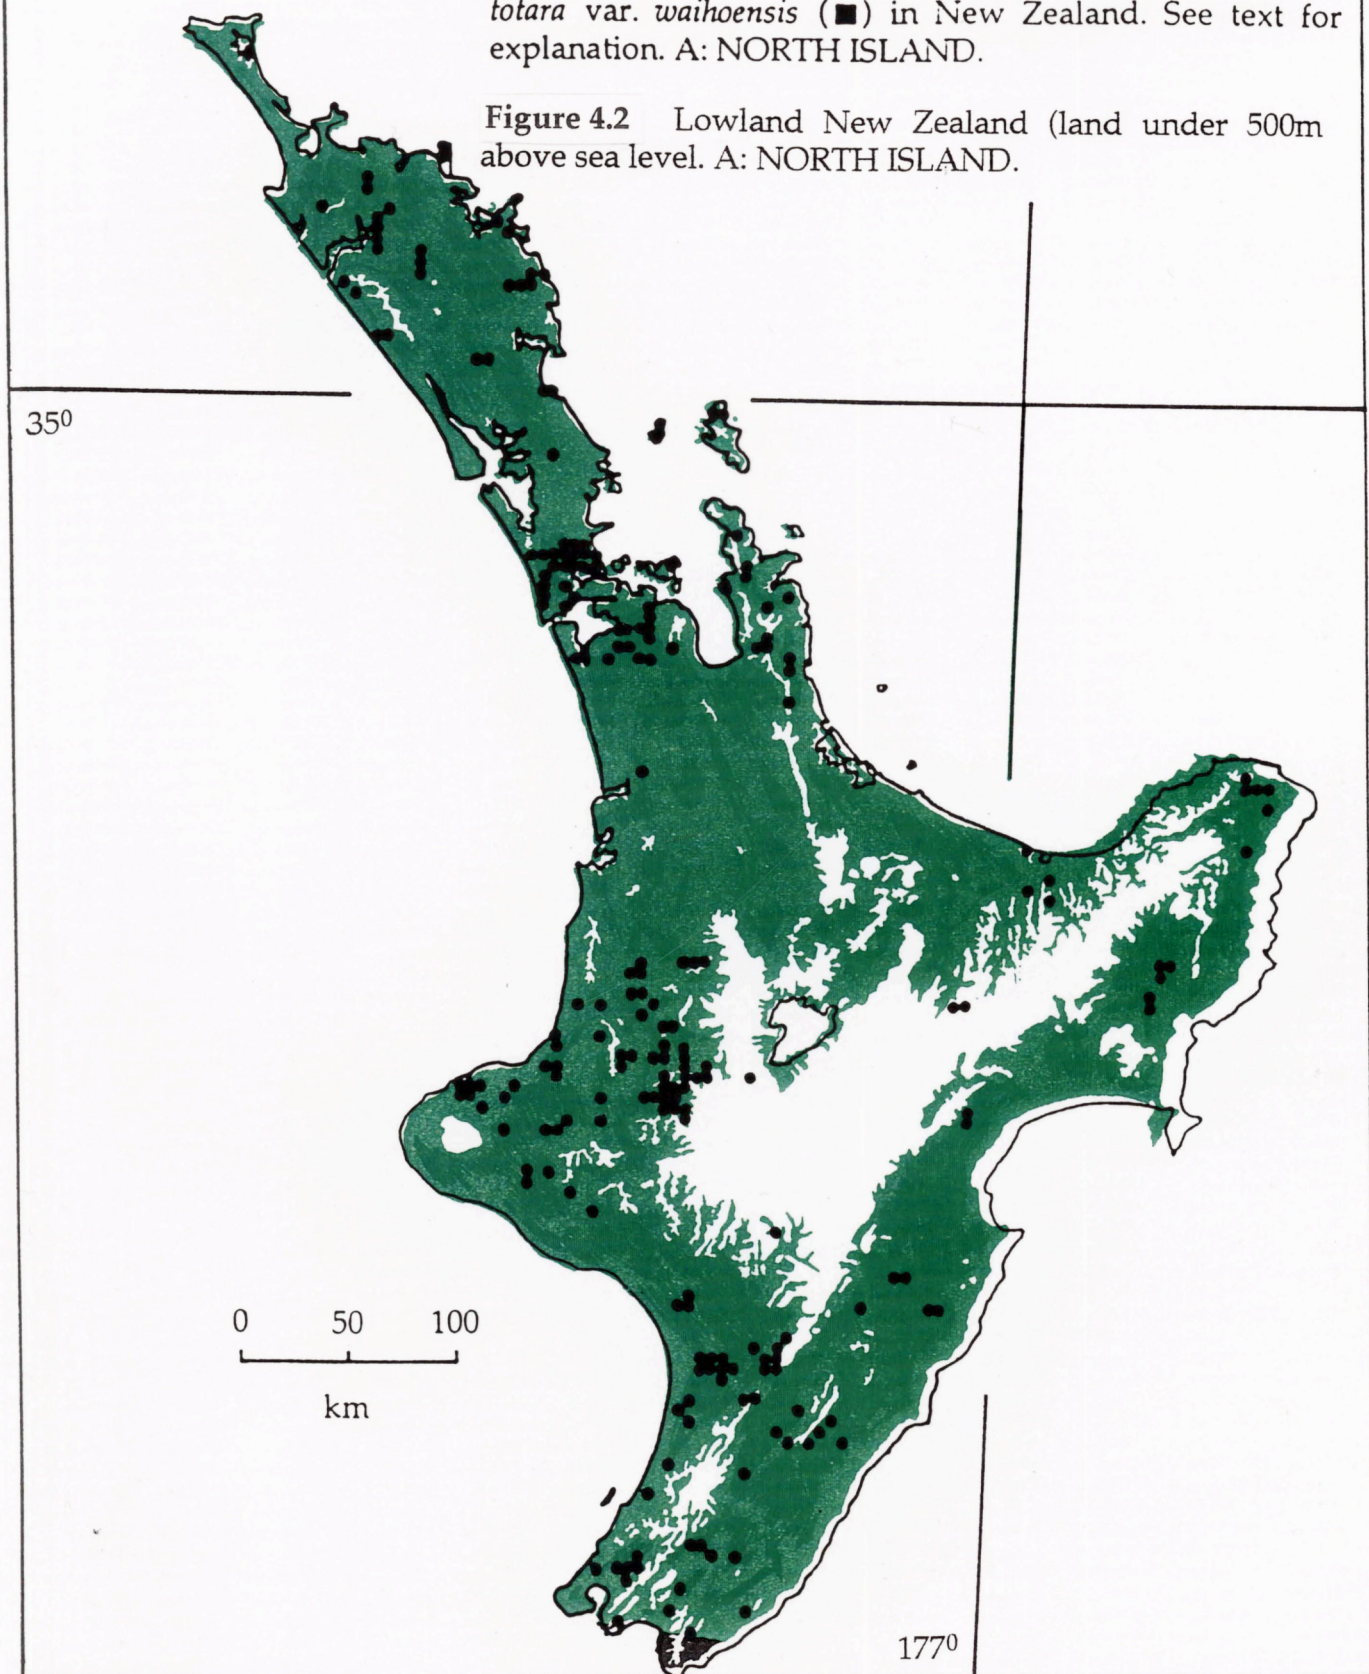 totara var. waihoensis (■) in New Zealand. See text for
explanation. A: NORTH ISLAND.
Figure 4.2 Lowland New Zealand (land under 500m
above sea level. A: NORTH ISLAND.
35⁰
0 50 100
km
177⁰